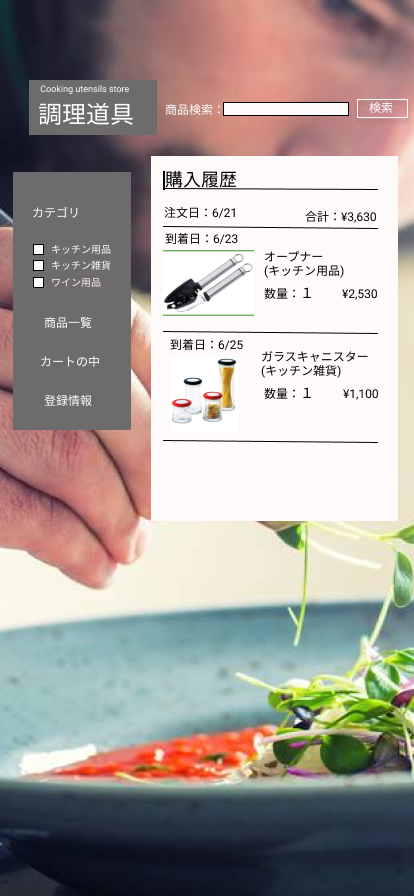 Cooking utensils store
調理道具
商品検索：
検索
カテゴリ
キッチン用品
キッチン雑貨
ワイン用品
商品一覧
カートの中
登録情報
購入履歴
注文日：6/21
合計：¥3,630
到着日：6/23
オープナー
(キッチン用品)
数量：１ ¥2,530
到着日：6/25
ガラスキャニスター
(キッチン雑貨)
数量：１ ¥1,100